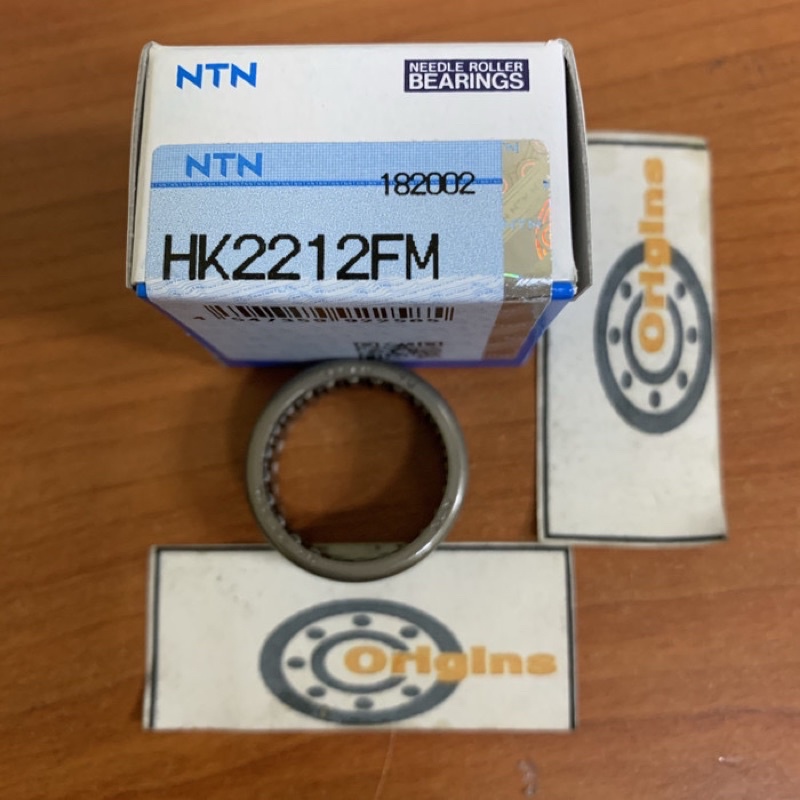 NTN
NEEDLE ROLLER
BEARINGS
NTN
182002
HK2212FM
Origins
Origins